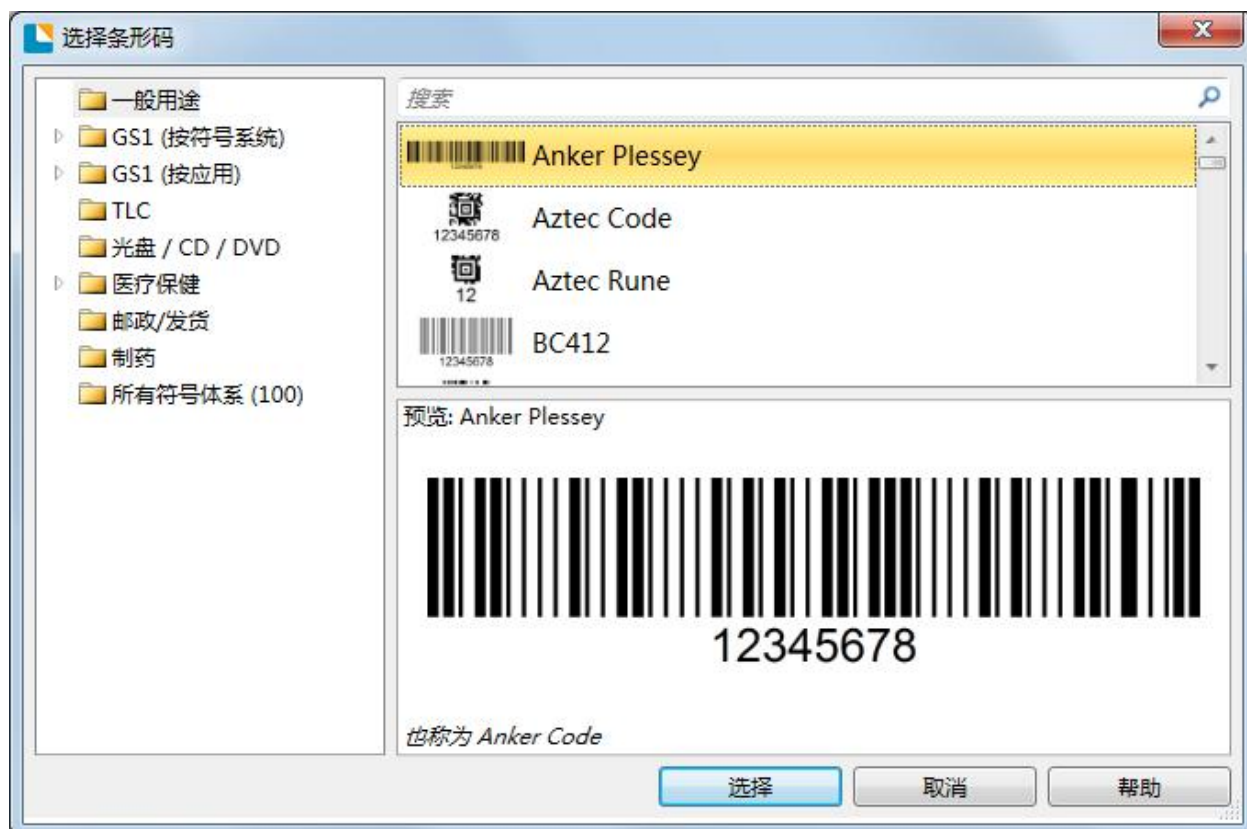 选择条形码
一般用途
GS1 (按符号系统)
GS1 (按应用)
TLC
光盘 / CD / DVD
医疗保健
邮政/发货
制药
所有符号体系 (100)
搜索
Anker Plessey
12345678
Aztec Code
12
Aztec Rune
12345678
BC412
预览: Anker Plessey
12345678
也称为 Anker Code
选择
取消
帮助